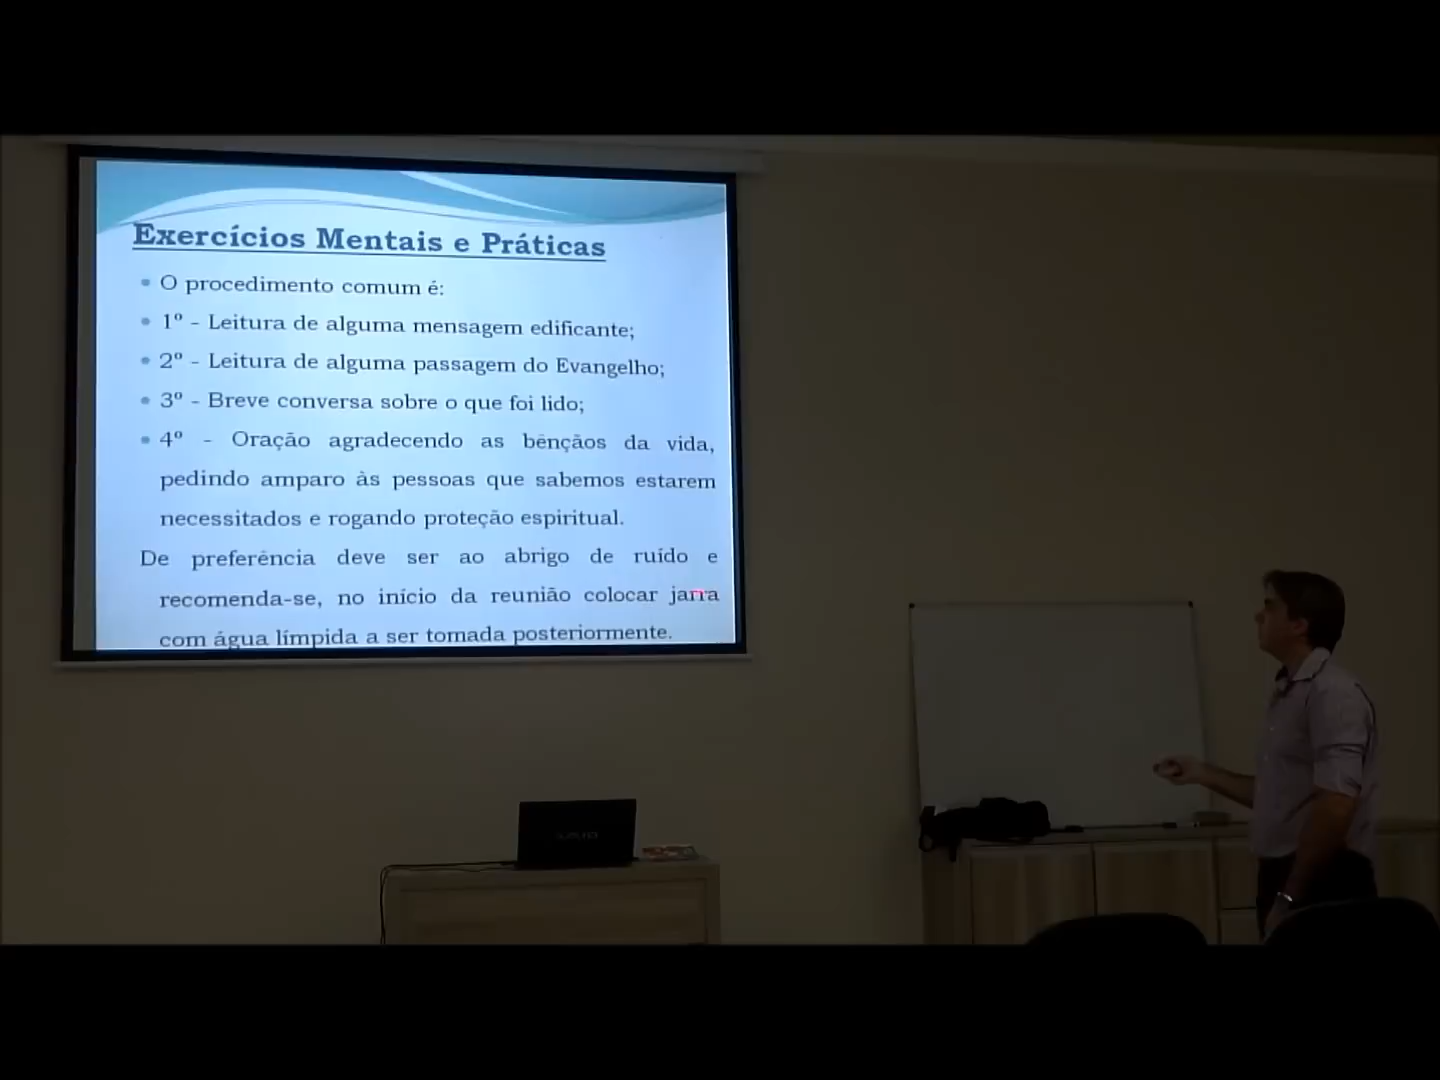 Exercícios Mentais e Práticas
O procedimento comum é:
1º - Leitura de alguma mensagem edificante;
2º - Leitura de alguma passagem do Evangelho;
3º - Breve conversa sobre o que foi lido;
4º - Oração agradecendo as bênçãos da vida,
pedindo amparo às pessoas que sabemos estarem
necessitados e rogando proteção espiritual.
De preferência deve ser ao abrigo de ruído e
recomenda-se, no início da reunião colocar jarra
com água límpida a ser tomada posteriormente.
VAIO